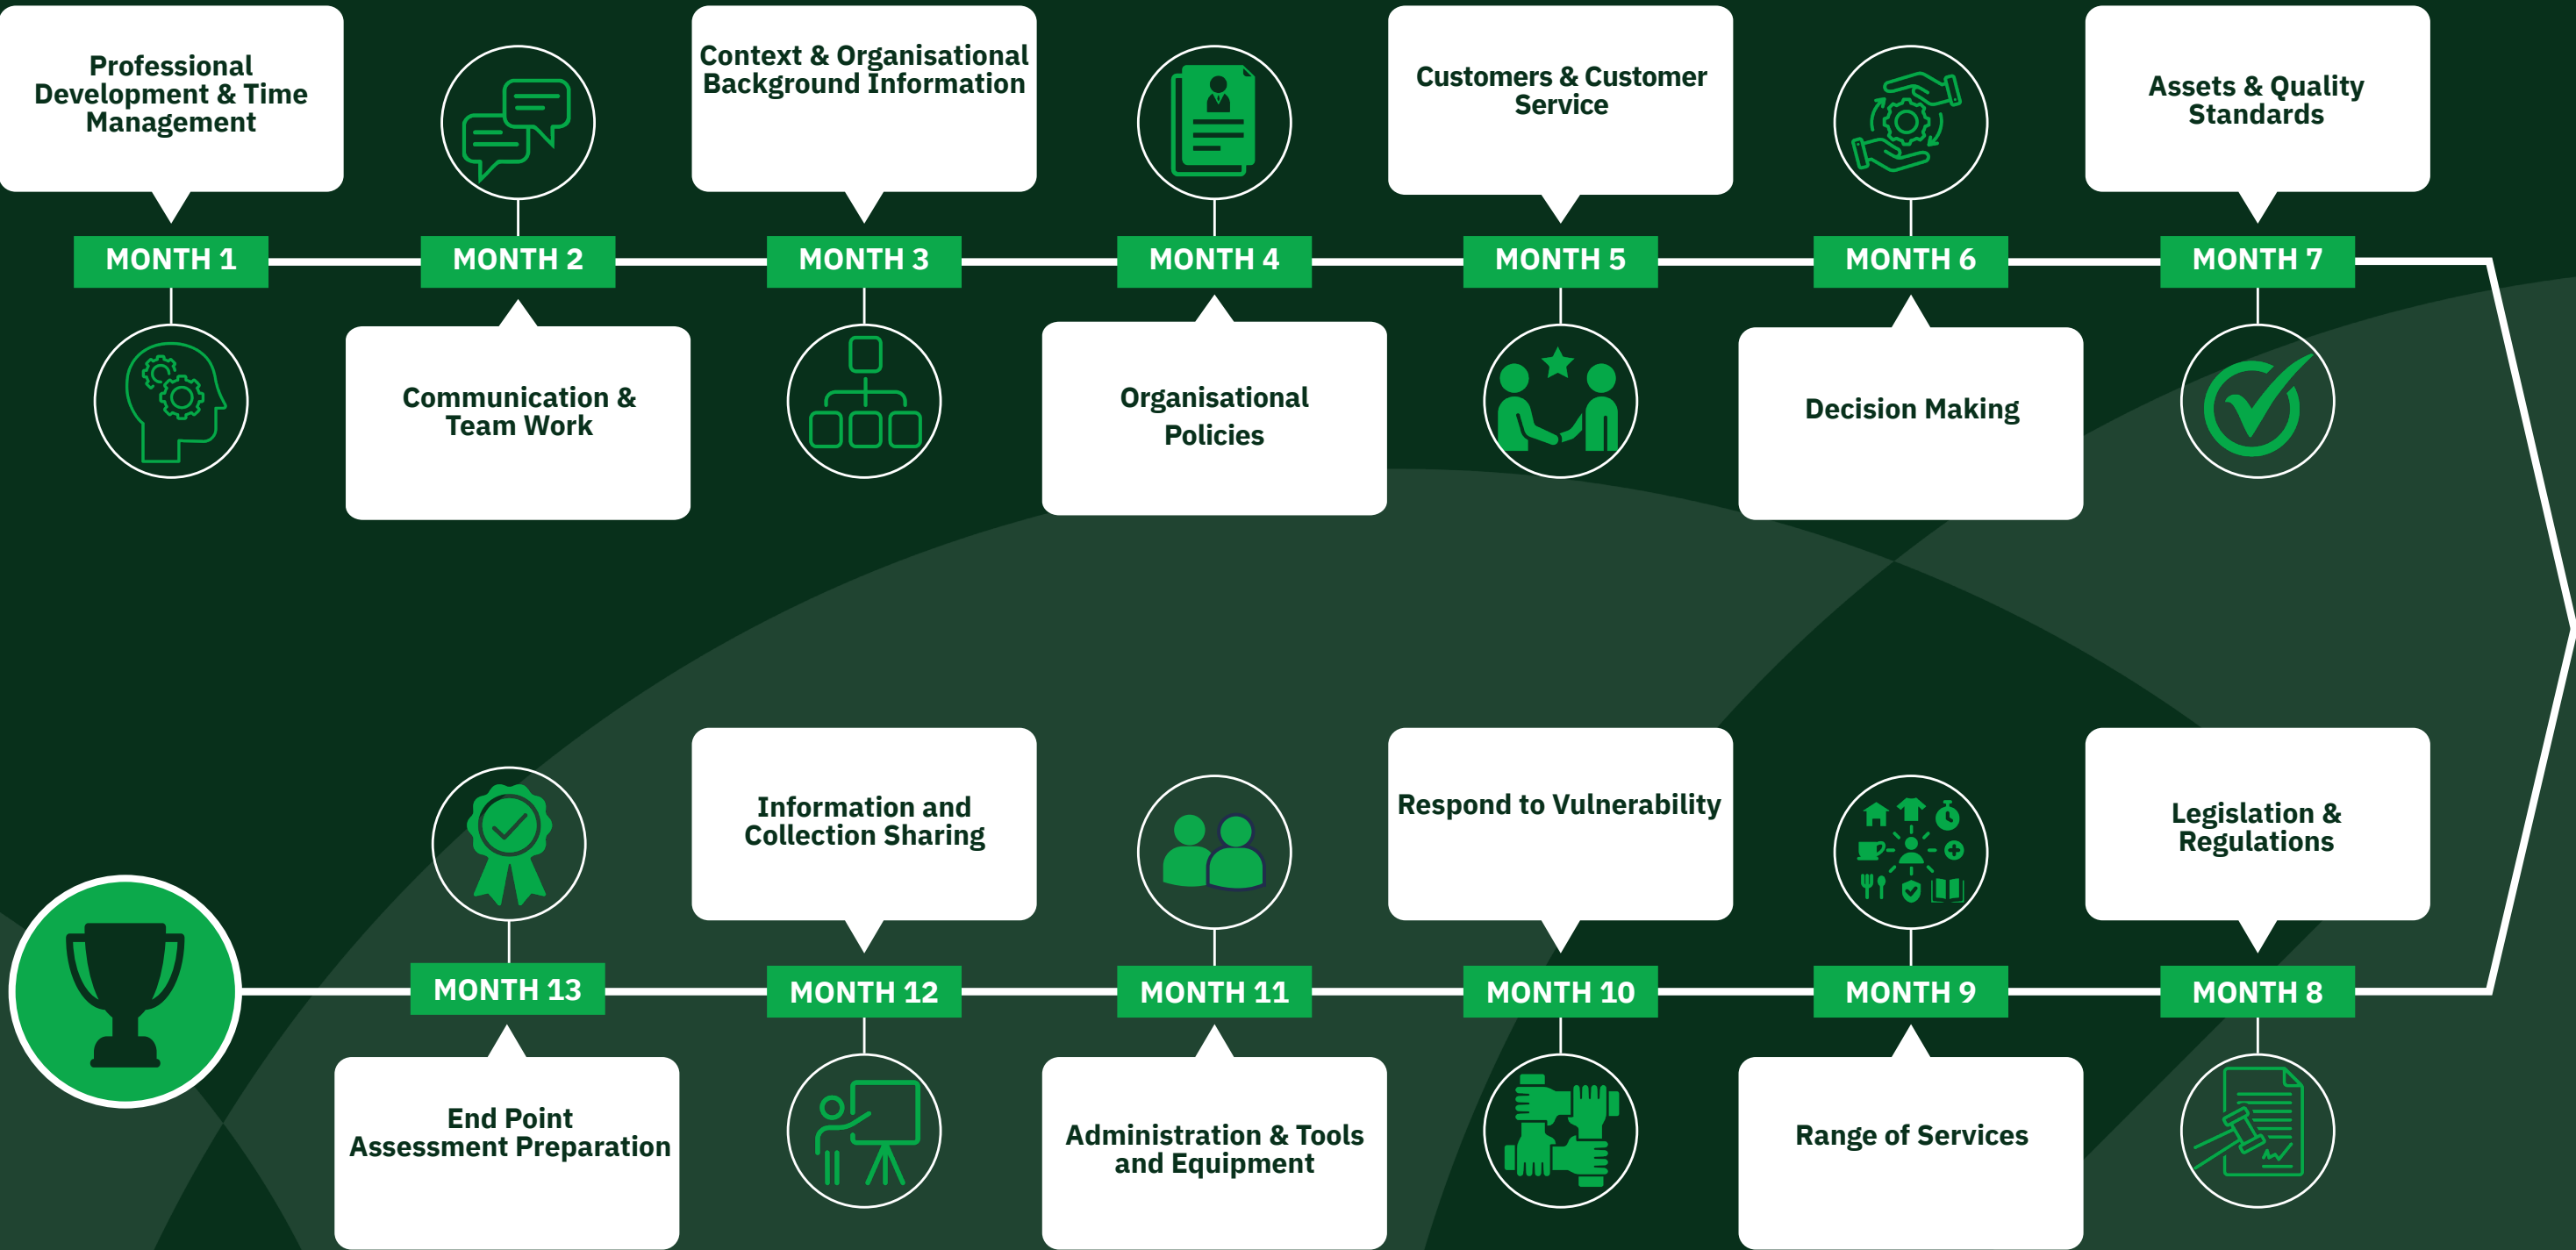 Professional
Development & Time
Management
MONTH 1
MONTH 2
Communication &
Team Work
Context & Organisational
Background Information
MONTH 3
MONTH 4
Organisational
Policies
Customers & Customer
Service
MONTH 5
MONTH 6
Decision Making
Assets & Quality
Standards
MONTH 7
Legislation &
Regulations
MONTH 8
MONTH 9
Range of Services
Respond to Vulnerability
MONTH 10
MONTH 11
Administration & Tools
and Equipment
Information and
Collection Sharing
MONTH 12
MONTH 13
End Point
Assessment Preparation